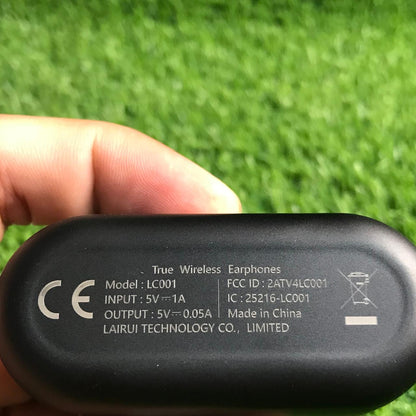 True Wireless Earphones
CE
Model : LC001
INPUT : 5V⎓1A
OUTPUT : 5V⎓0.05A
LAIRUI TECHNOLOGY CO., LIMITED
FCC ID : 2ATV4LC001
IC : 25216-LC001
Made in China